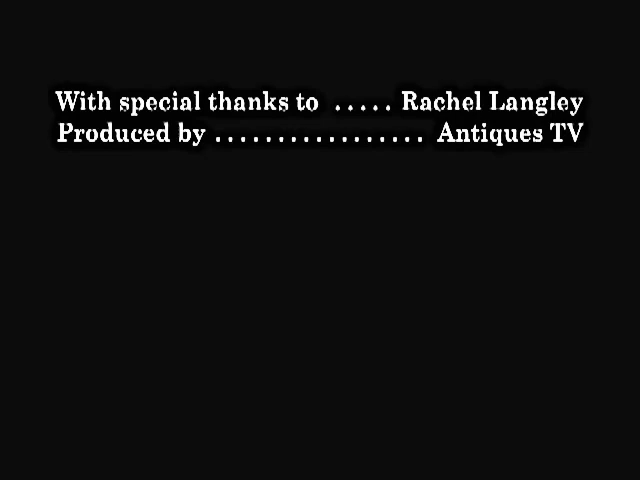 With special thanks to ..... Rachel Langley
Produced by ................. Antiques TV